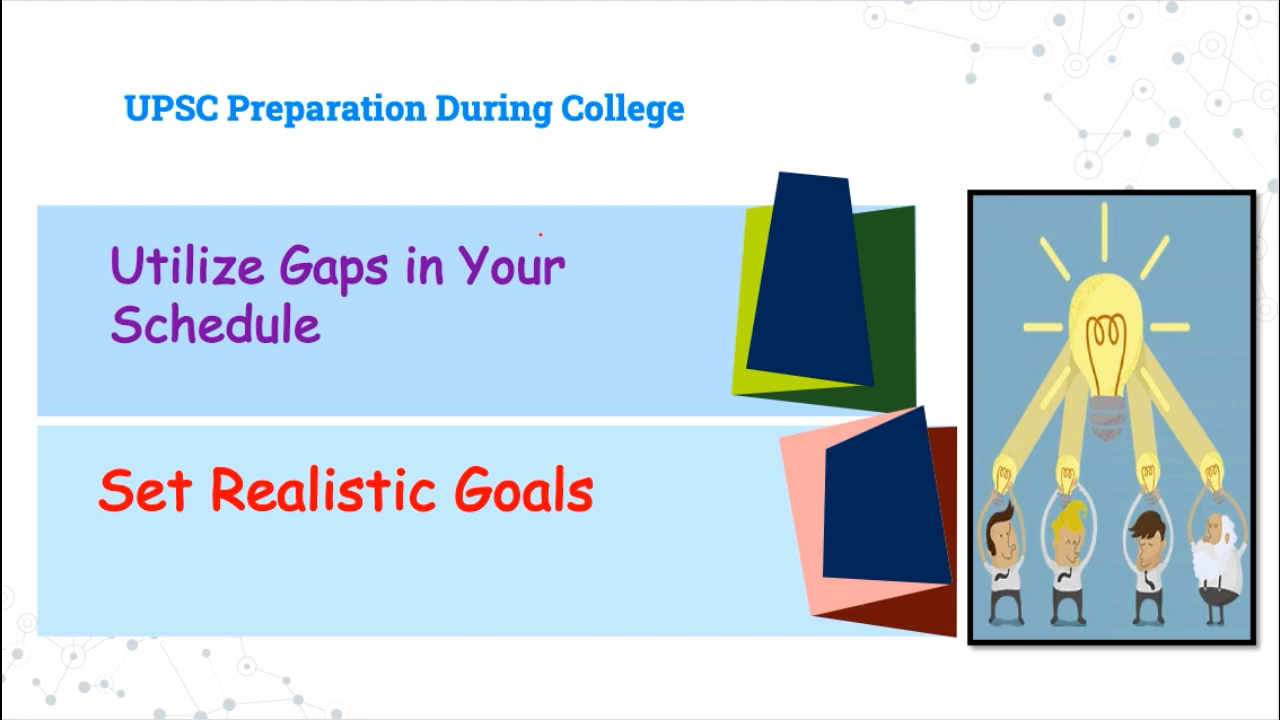 UPSC Preparation During College
Utilize Gaps in Your
Schedule
Set Realistic Goals